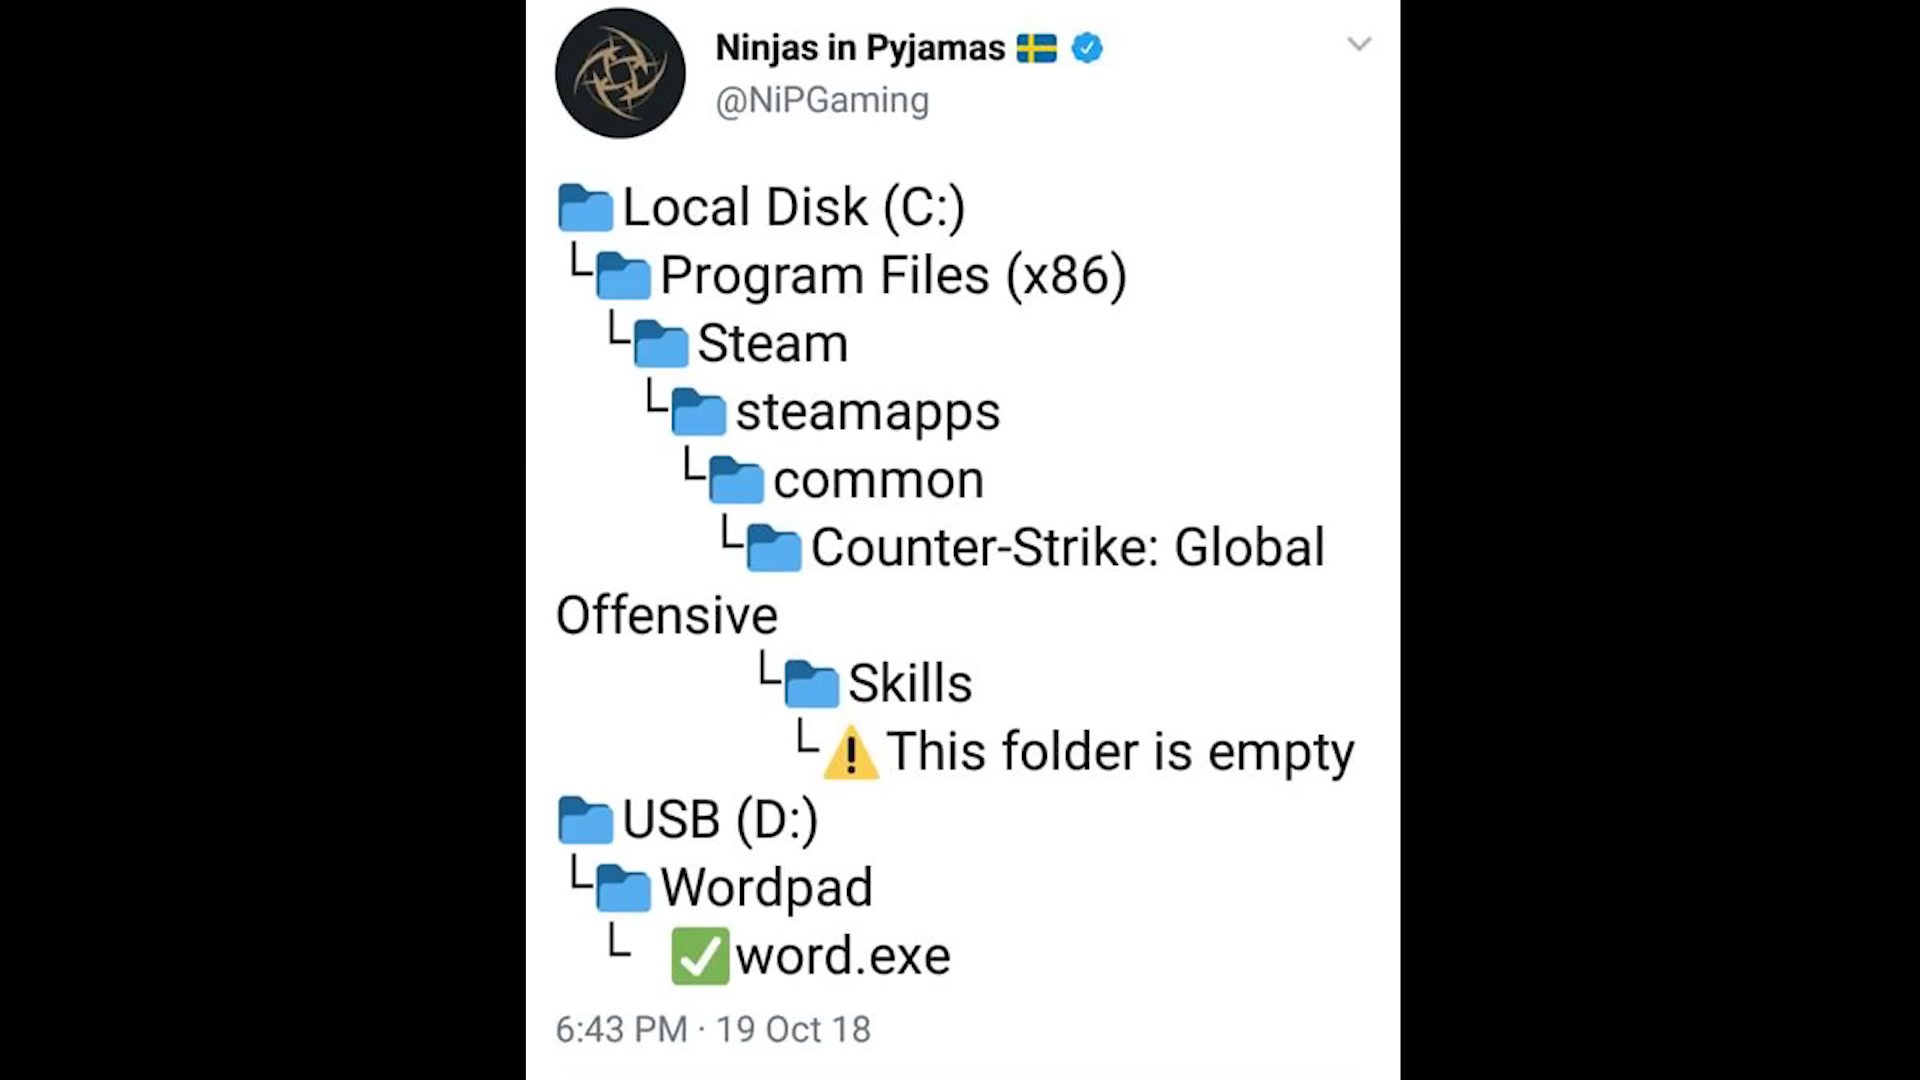 Ninjas in Pyjamas 🇸🇪
@NiPGaming
📁Local Disk (C:)
└📁Program Files (x86)
└📁Steam
└📁steamapps
└📁common
└📁Counter-Strike: Global
Offensive
└📁Skills
└⚠️This folder is empty
📁USB (D:)
└📁Wordpad
└ ✅word.exe
6:43 PM · 19 Oct 18